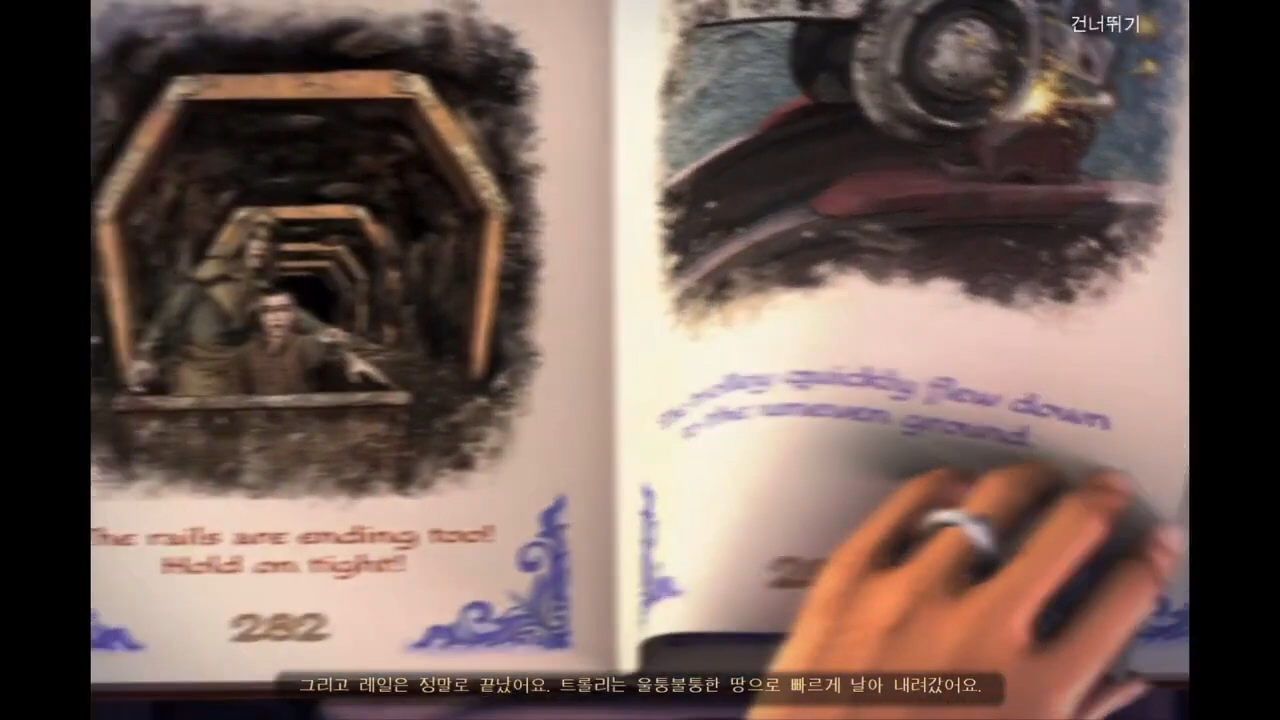 건너뛰기
The rails are ending too!
Hold on tight!
282
quickly flew down
the uneven ground.
그리고 레일은 정말로 끝났어요. 트롤리는 울퉁불퉁한 땅으로 빠르게 날아 내려갔어요.